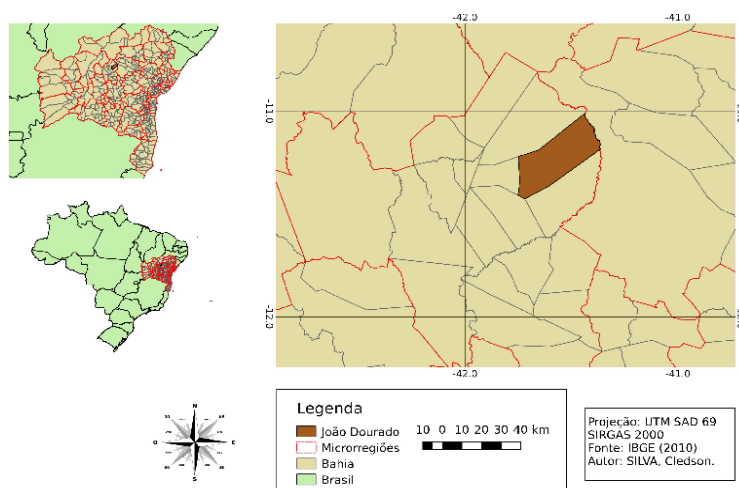 -42.0
-41.0
-11.0
-12.0
-42.0
-41.0
Legenda
João Dourado
Microrregiões
Bahia
Brasil
10 0 10 20 30 40 km
N
O
E
S
Projeção: UTM SAD 69
SIRGAS 2000
Fonte: IBGE (2010)
Autor: SILVA, Cledson.